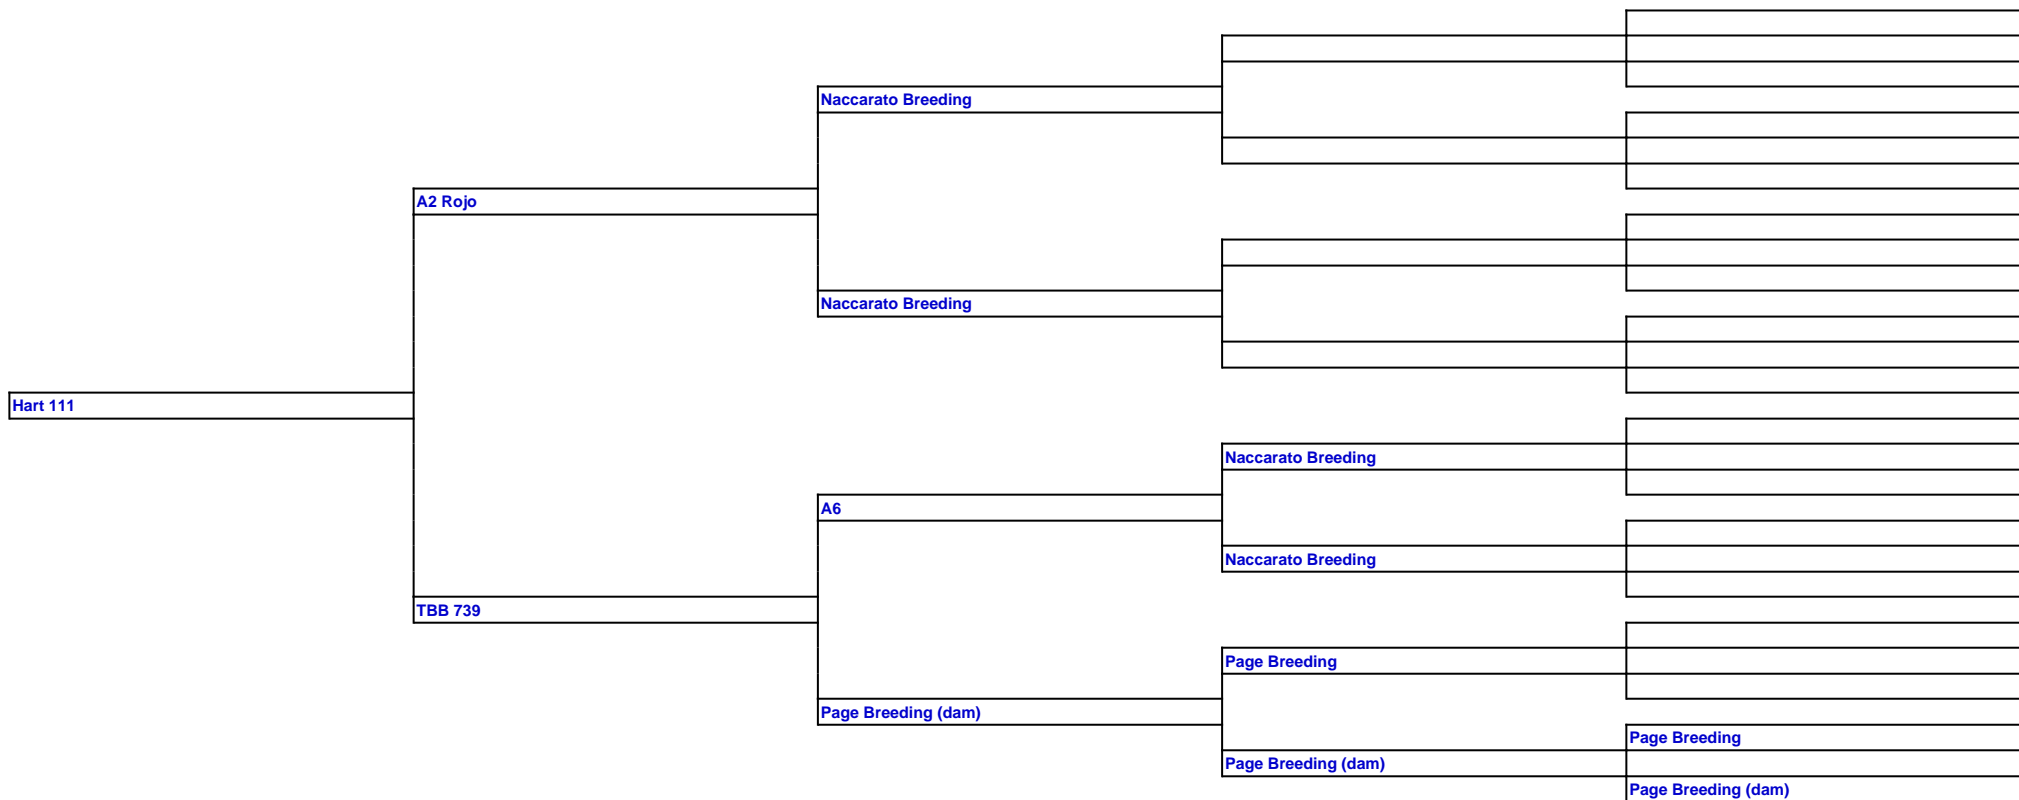 Naccarato Breeding
A2 Rojo
Naccarato Breeding
Hart 111
Naccarato Breeding
A6
Naccarato Breeding
TBB 739
Page Breeding
Page Breeding (dam)
Page Breeding
Page Breeding (dam)
Page Breeding (dam)